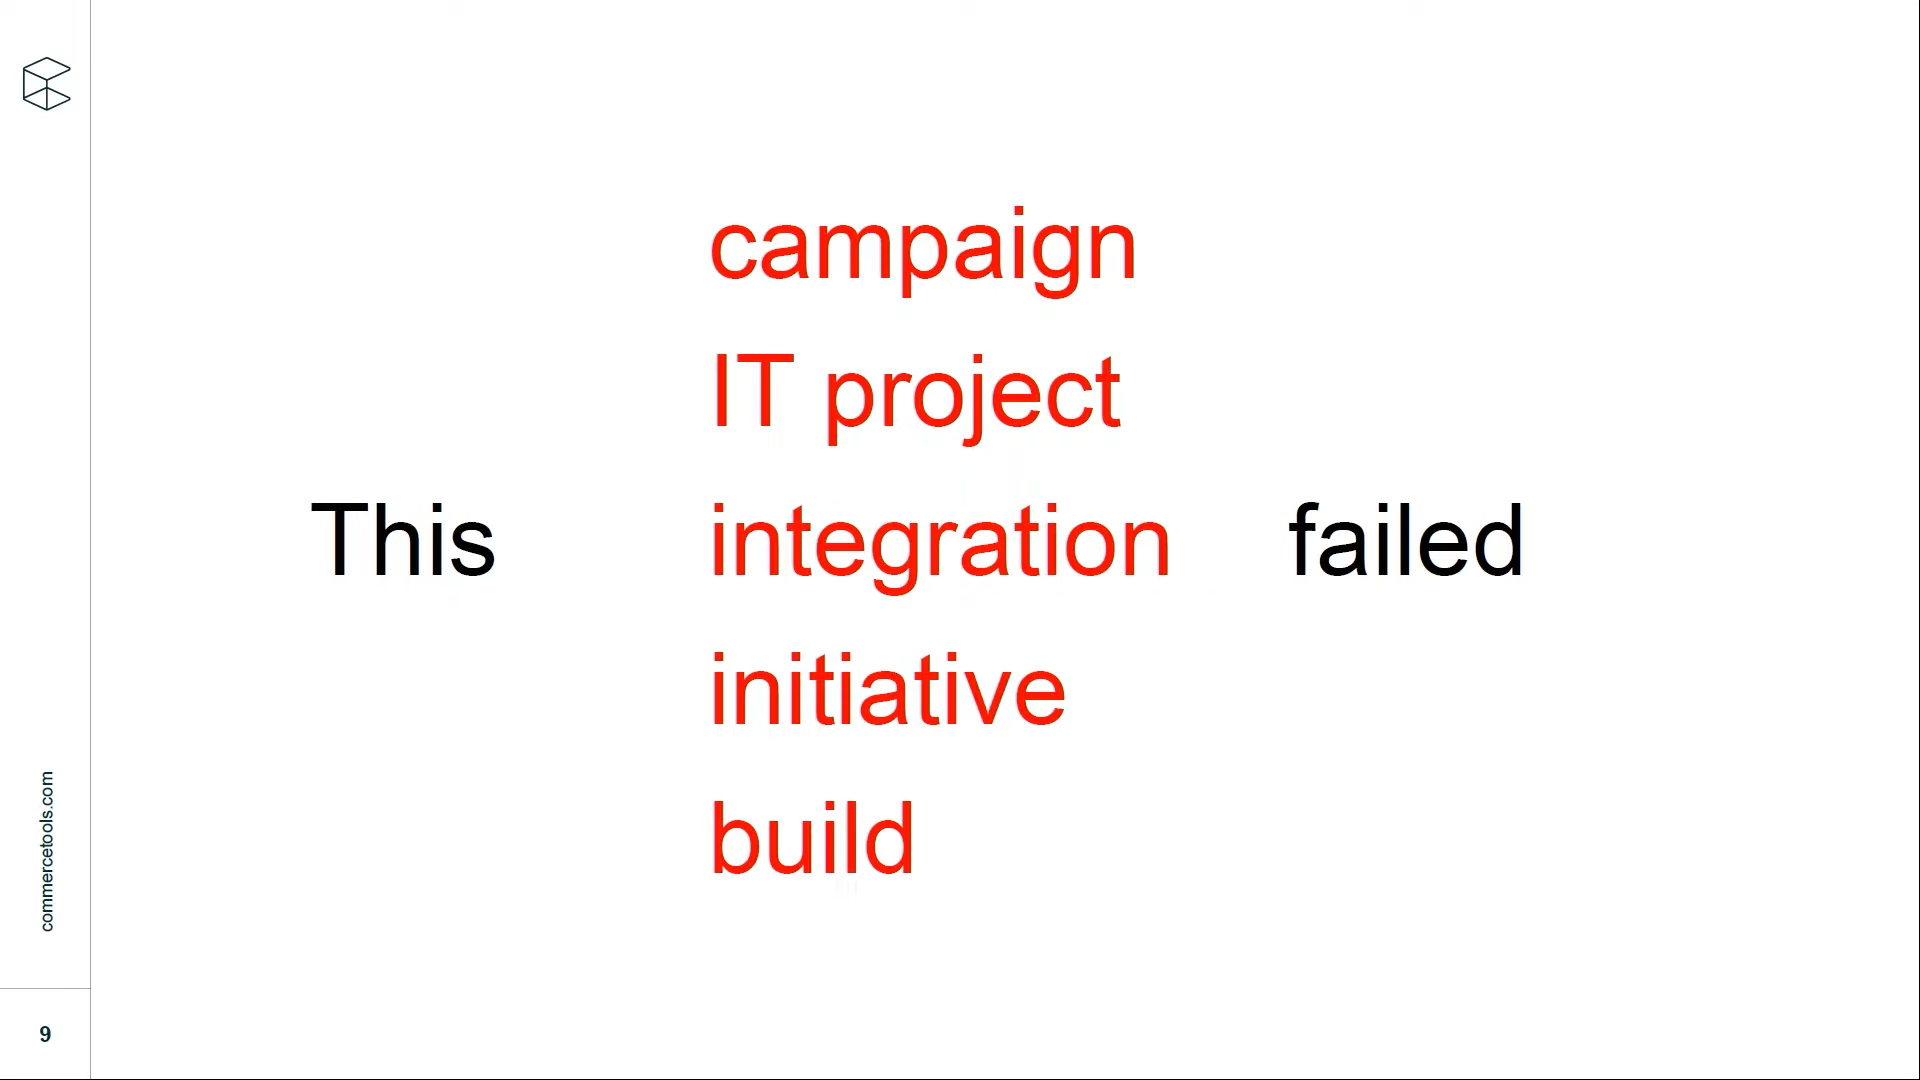 campaign
IT project
This integration failed
initiative
build
commercetools.com
9